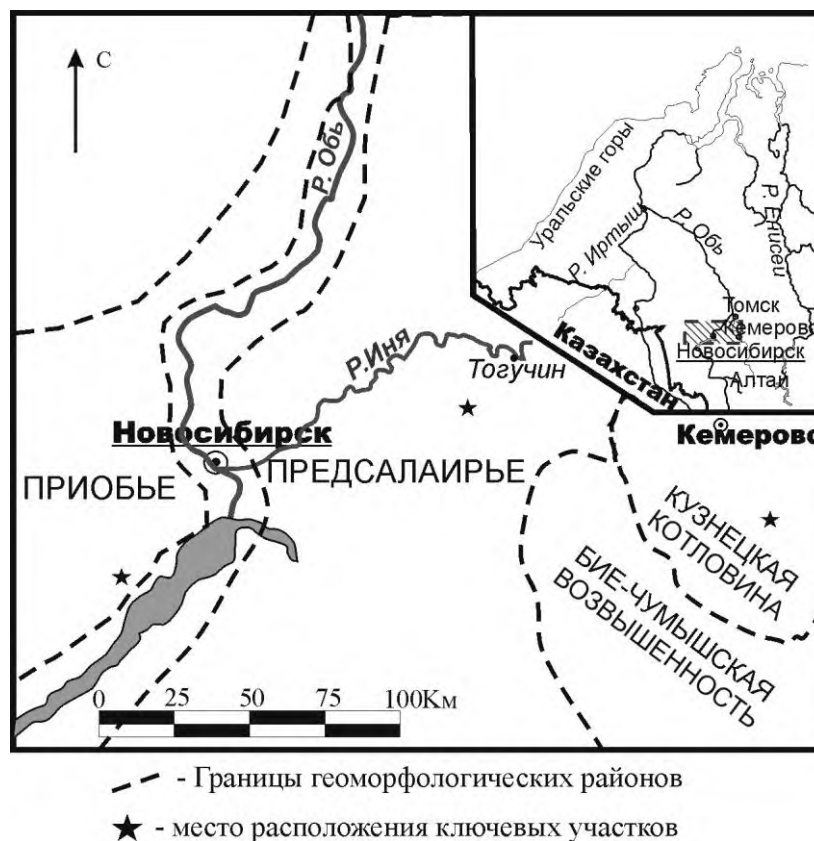 С
Р. Обь
Р.Иня
Тогучин
Новосибирск
ПРИОБЬЕ
ПРЕДСАЛАИРЬЕ
Уральские горы
Р. Иртыш
Р. Обь
Р. Енисей
Томск
Кемерово
Новосибирск
Алтай
Казахстан
Кемерово
КУЗНЕЦКАЯ
КОТЛОВИНА
БИЕ-ЧУМЫШСКАЯ
ВОЗВЫШЕННОСТЬ
0 25 50 75 100Км
- Границы геоморфологических районов
- место расположения ключевых участков